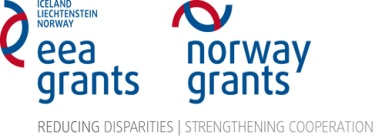 ICELAND
LIECHTENSTEIN
NORWAY
eea
grants
norway
grants
REDUCING DISPARITIES | STRENGTHENING COOPERATION